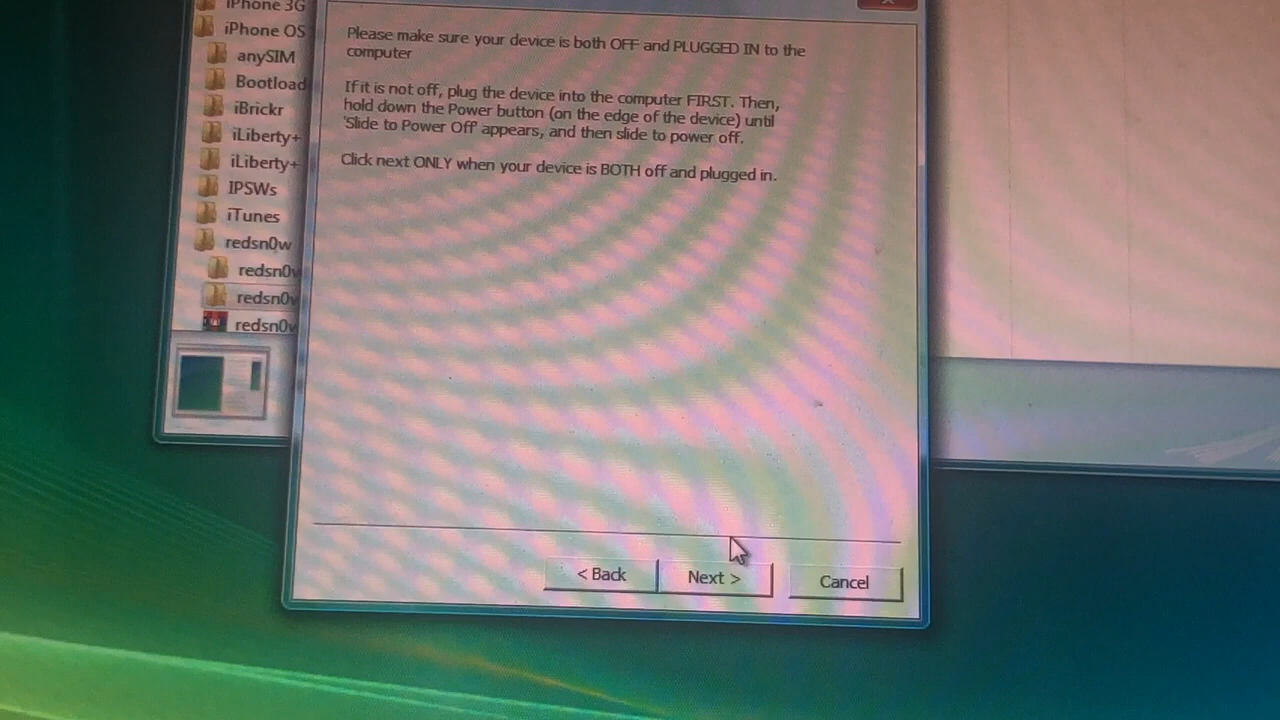 iPhone 3G
iPhone OS
anySIM
Bootload
iBrickr
iLiberty+
iLiberty+
IPSWs
iTunes
redsn0w
redsn0w
redsn0w
redsn0w
Please make sure your device is both OFF and PLUGGED IN to the
computer
If it is not off, plug the device into the computer FIRST. Then,
hold down the Power button (on the edge of the device) until
'Slide to Power Off' appears, and then slide to power off.
Click next ONLY when your device is BOTH off and plugged in.
< Back
Next >
Cancel